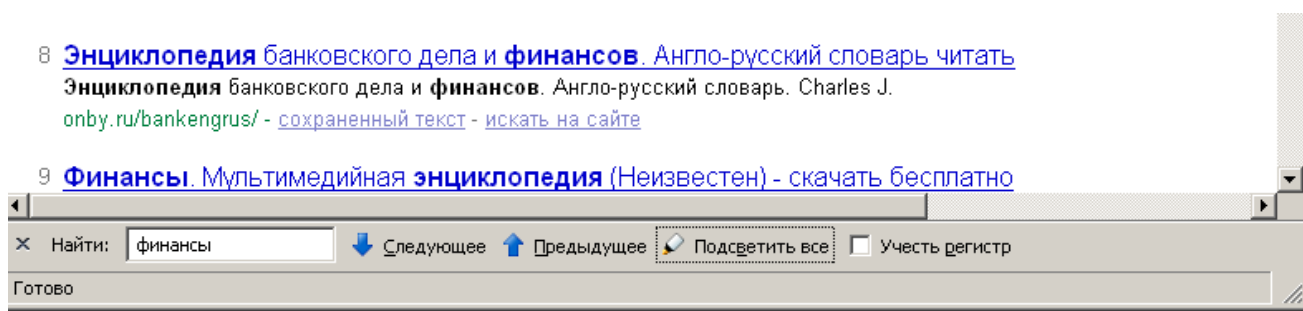 8 Энциклопедия банковского дела и финансов. Англо-русский словарь читать
Энциклопедия банковского дела и финансов. Англо-русский словарь. Charles J.
onby.ru/bankengrus/ - сохраненный текст - искать на сайте
9 Финансы. Мультимедийная энциклопедия (Неизвестен) - скачать бесплатно
× Найти: финансы Следующее Предыдущее Подсветить все Учесть регистр
Готово